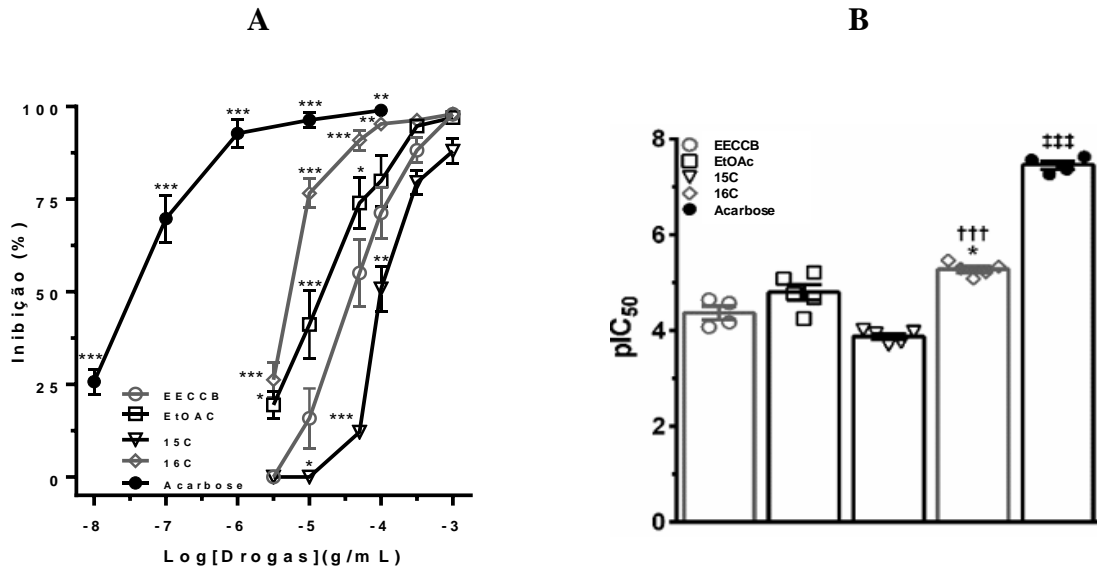 A
B
100
75
50
25
0
Inibição (%)
***
***
***
***
**
***
**
***
***
*
***
*
**
***
*
EECCB
EtOAC
15C
16C
Acarbose
-8
-7
-6
-5
-4
-3
Log[Drogas](g/mL)
8
6
4
2
0
pIC50
EECCB
EtOAc
15C
16C
Acarbose
†††
*
‡‡‡